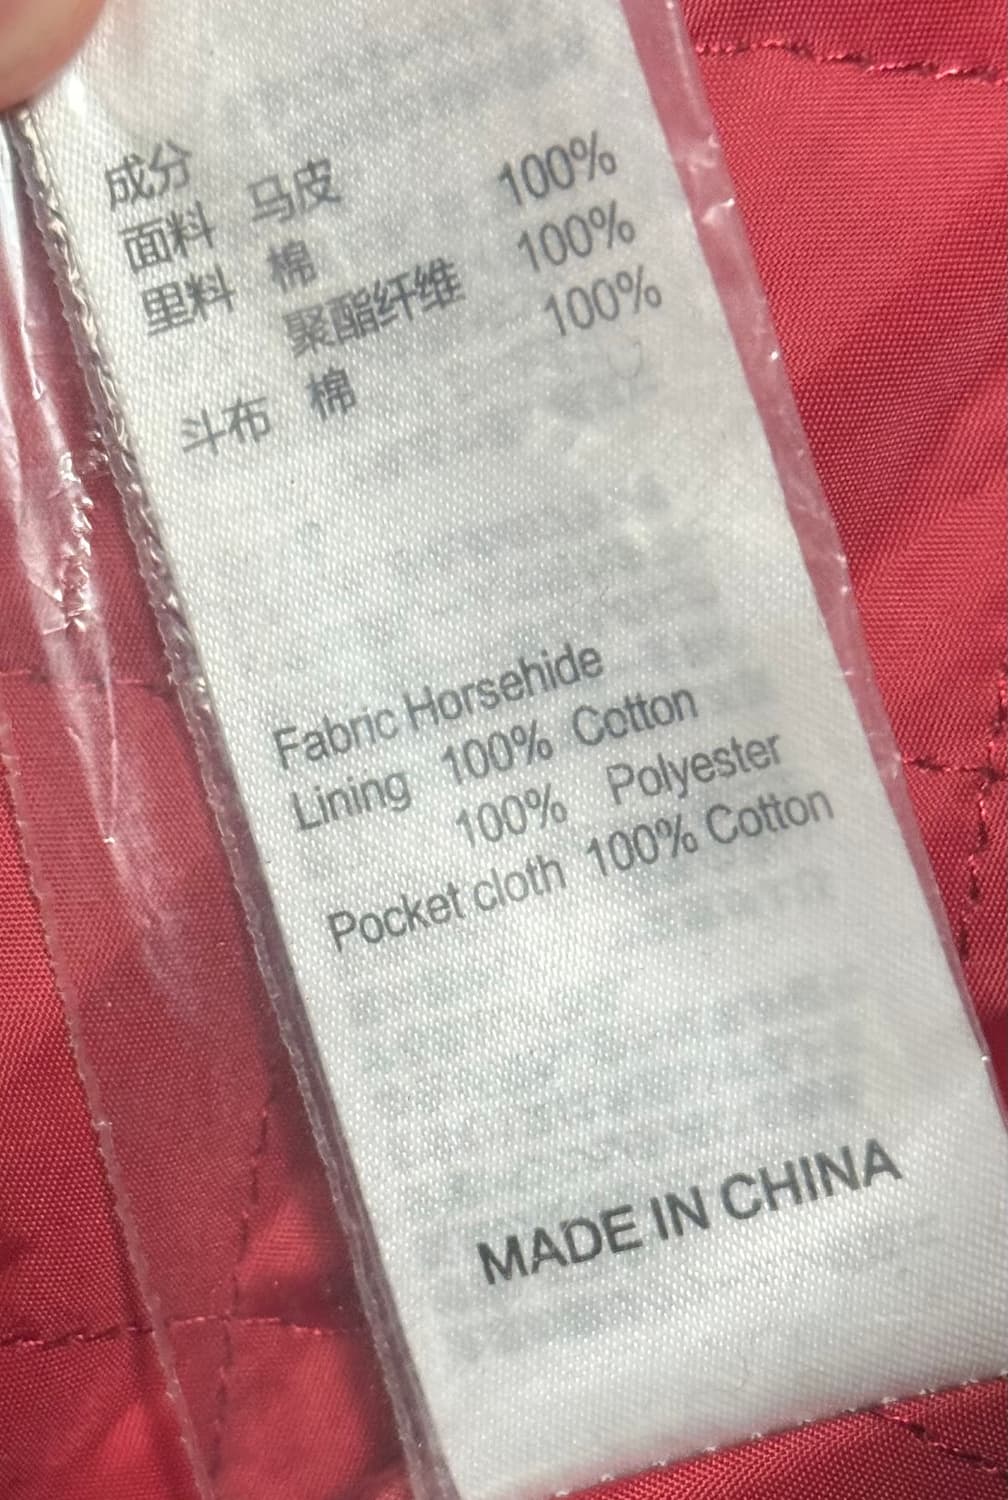 成分
面料 马皮
里料 棉 100%
聚酯纤维 100%
斗布 棉 100%
Fabric Horsehide
Lining 100% Cotton
100% Polyester
Pocket cloth 100% Cotton
MADE IN CHINA